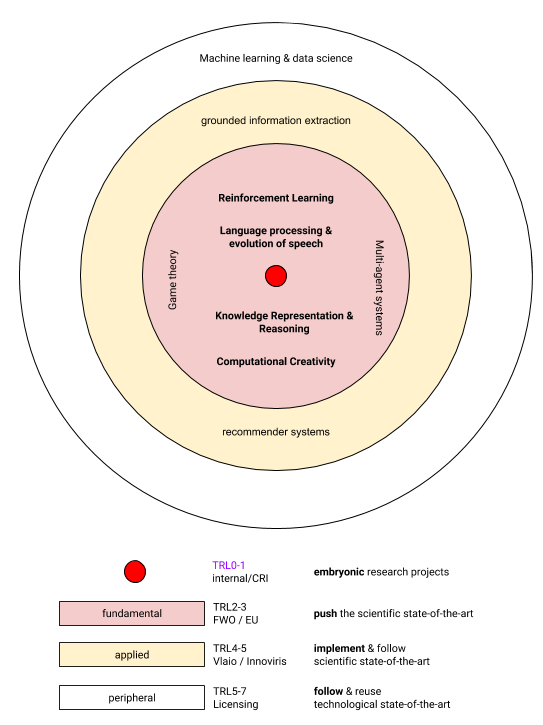 Machine learning & data science
grounded information extraction
Reinforcement Learning
Language processing &
evolution of speech
Game theory
Multi-agent systems
Knowledge Representation &
Reasoning
Computational Creativity
recommender systems
TRL0-1
internal/CRI
embryonic research projects
fundamental
TRL2-3
FWO / EU
push the scientific state-of-the-art
applied
TRL4-5
Vlaio / Innoviris
implement & follow
scientific state-of-the-art
peripheral
TRL5-7
Licensing
follow & reuse
technological state-of-the-art